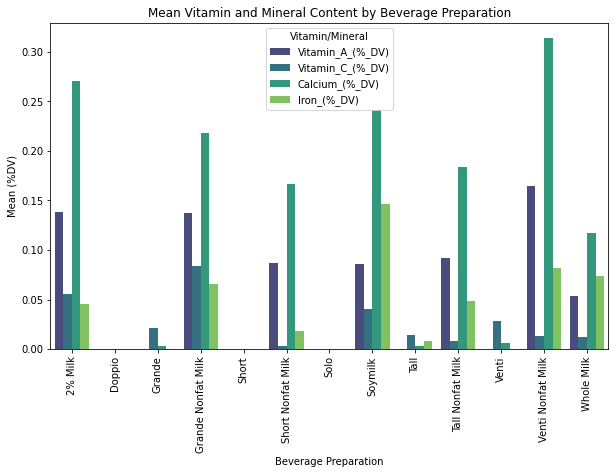 Mean Vitamin and Mineral Content by Beverage Preparation
Vitamin/Mineral
Vitamin_A_(%_DV)
Vitamin_C_(%_DV)
Calcium_(%_DV)
Iron_(%_DV)
Mean (%DV)
0.30
0.25
0.20
0.15
0.10
0.05
0.00
2% Milk
Doppio
Grande
Grande Nonfat Milk
Short
Short Nonfat Milk
Solo
Soymilk
Tall
Tall Nonfat Milk
Venti
Venti Nonfat Milk
Whole Milk
Beverage Preparation